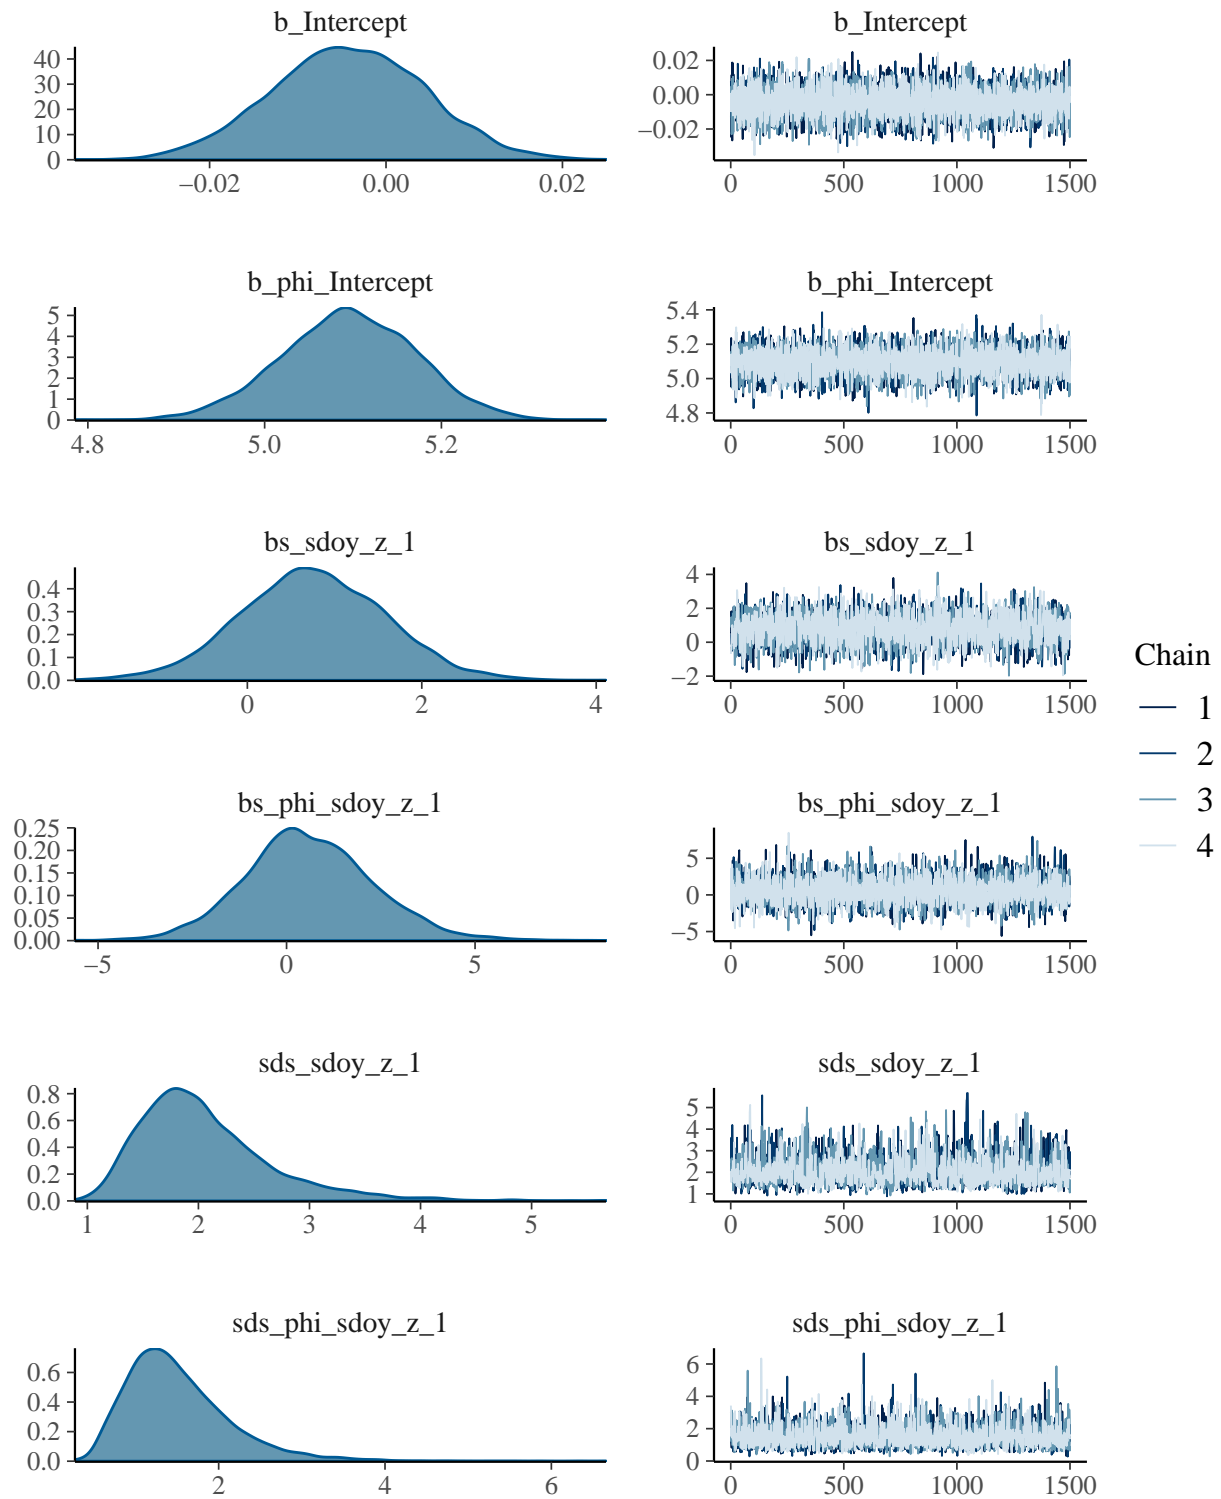 b_Intercept
40
30
20
10
0
−0.02 0.00 0.02
b_Intercept
0.02
0.00
−0.02
0 500 1000 1500
b_phi_Intercept
5
4
3
2
1
0
4.8 5.0 5.2
b_phi_Intercept
5.4
5.2
5.0
4.8
0 500 1000 1500
bs_sdoy_z_1
0.4
0.3
0.2
0.1
0.0
0 2 4
bs_sdoy_z_1
4
2
0
−2
0 500 1000 1500
bs_phi_sdoy_z_1
0.25
0.20
0.15
0.10
0.05
0.00
−5 0 5
bs_phi_sdoy_z_1
5
0
−5
0 500 1000 1500
sds_sdoy_z_1
0.8
0.6
0.4
0.2
0.0
1 2 3 4 5
sds_sdoy_z_1
5
4
3
2
1
0 500 1000 1500
sds_phi_sdoy_z_1
0.6
0.4
0.2
0.0
2 4 6
sds_phi_sdoy_z_1
6
4
2
0
0 500 1000 1500
Chain
1
2
3
4